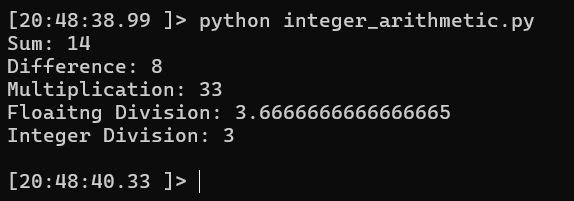 [20:48:38.99 ]> python integer_arithmetic.py
Sum: 14
Difference: 8
Multiplication: 33
Floaitng Division: 3.6666666666666665
Integer Division: 3
[20:48:40.33 ]>